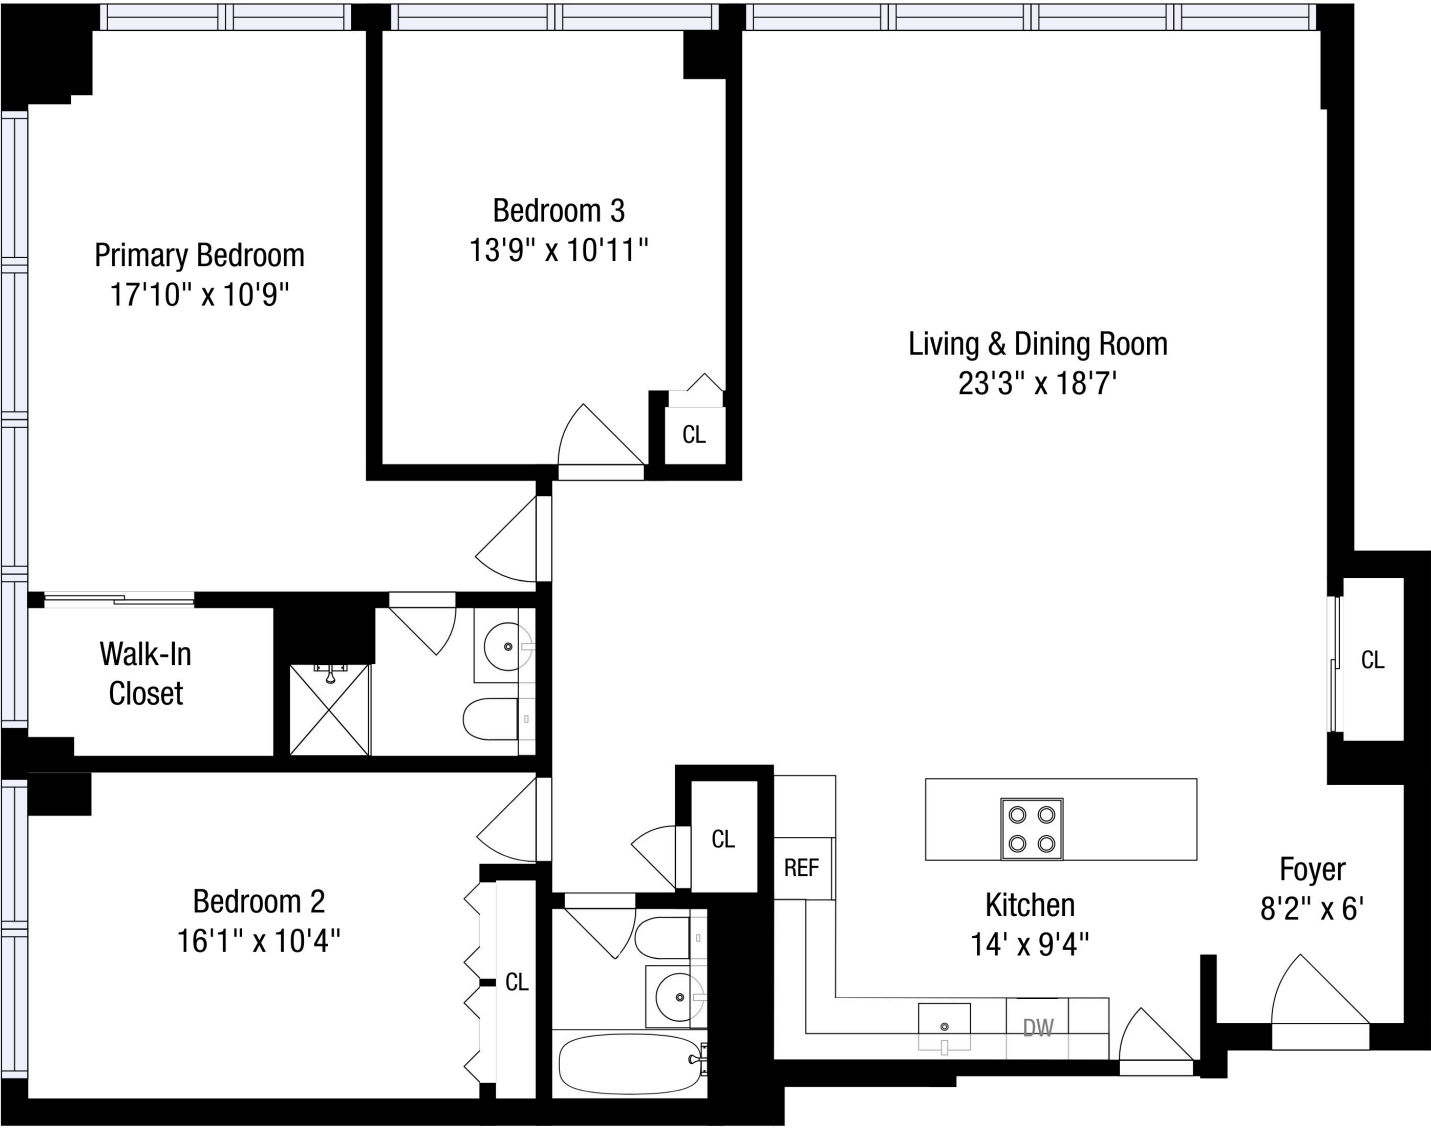 Bedroom 3
13'9" x 10'11"
Primary Bedroom
17'10" x 10'9"
Living & Dining Room
23'3" x 18'7'
CL
Walk-In
Closet
CL
CL
REF
Foyer
8'2" x 6'
Bedroom 2
16'1" x 10'4"
Kitchen
14' x 9'4"
CL
DW